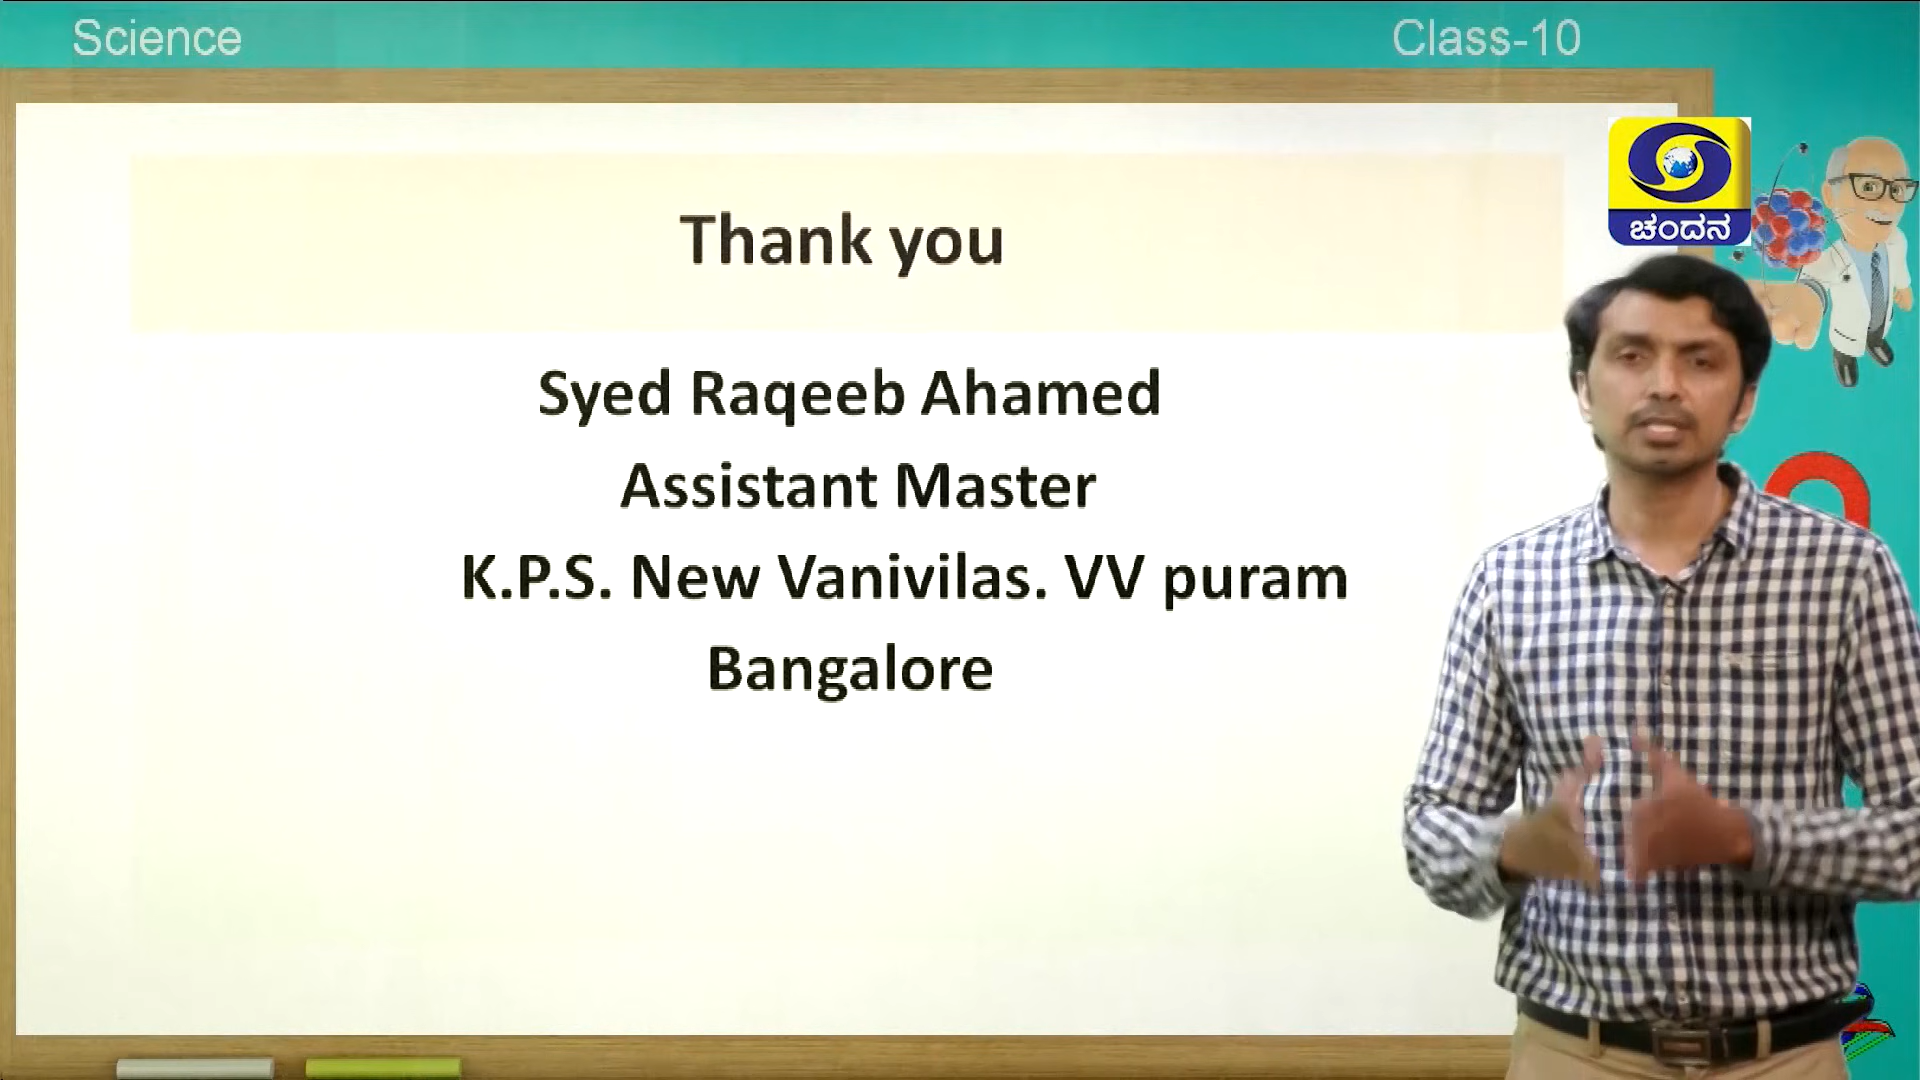 Science
Class-10
ಚಂದನ
Thank you
Syed Raqeeb Ahamed
Assistant Master
K.P.S. New Vanivilas. VV puram
Bangalore